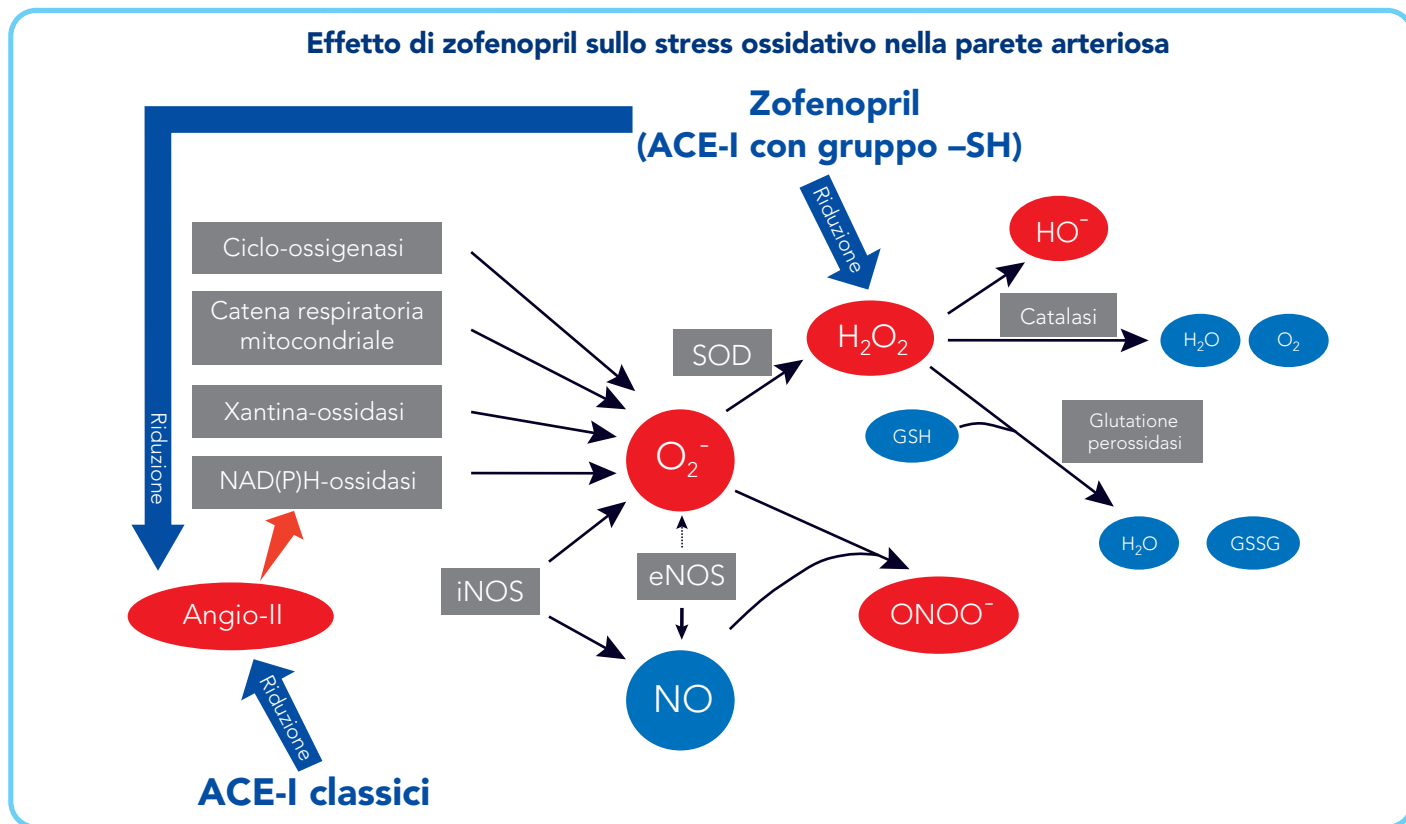 Effetto di zofenopril sullo stress ossidativo nella parete arteriosa
Zofenopril
(ACE-I con gruppo –SH)
Riduzione
Riduzione
Ciclo-ossigenasi
Catena respiratoria
mitocondriale
Xantina-ossidasi
NAD(P)H-ossidasi
Angio-II
Riduzione
ACE-I classici
iNOS
eNOS
NO
O₂⁻
SOD
H₂O₂
HO⁻
Catalasi
H₂O
O₂
GSH
Glutatione
perossidasi
H₂O
GSSG
ONOO⁻